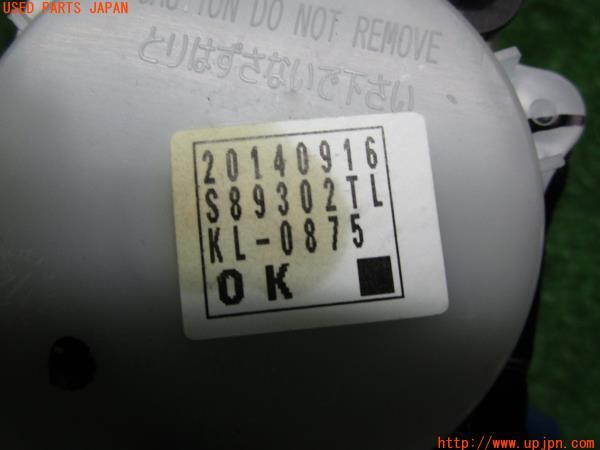 USED PARTS JAPAN
CAUTION DO NOT REMOVE
とりはずさないで下さい
20140916
S89302TL
KL-0875
OK
http://www.upjpn.com